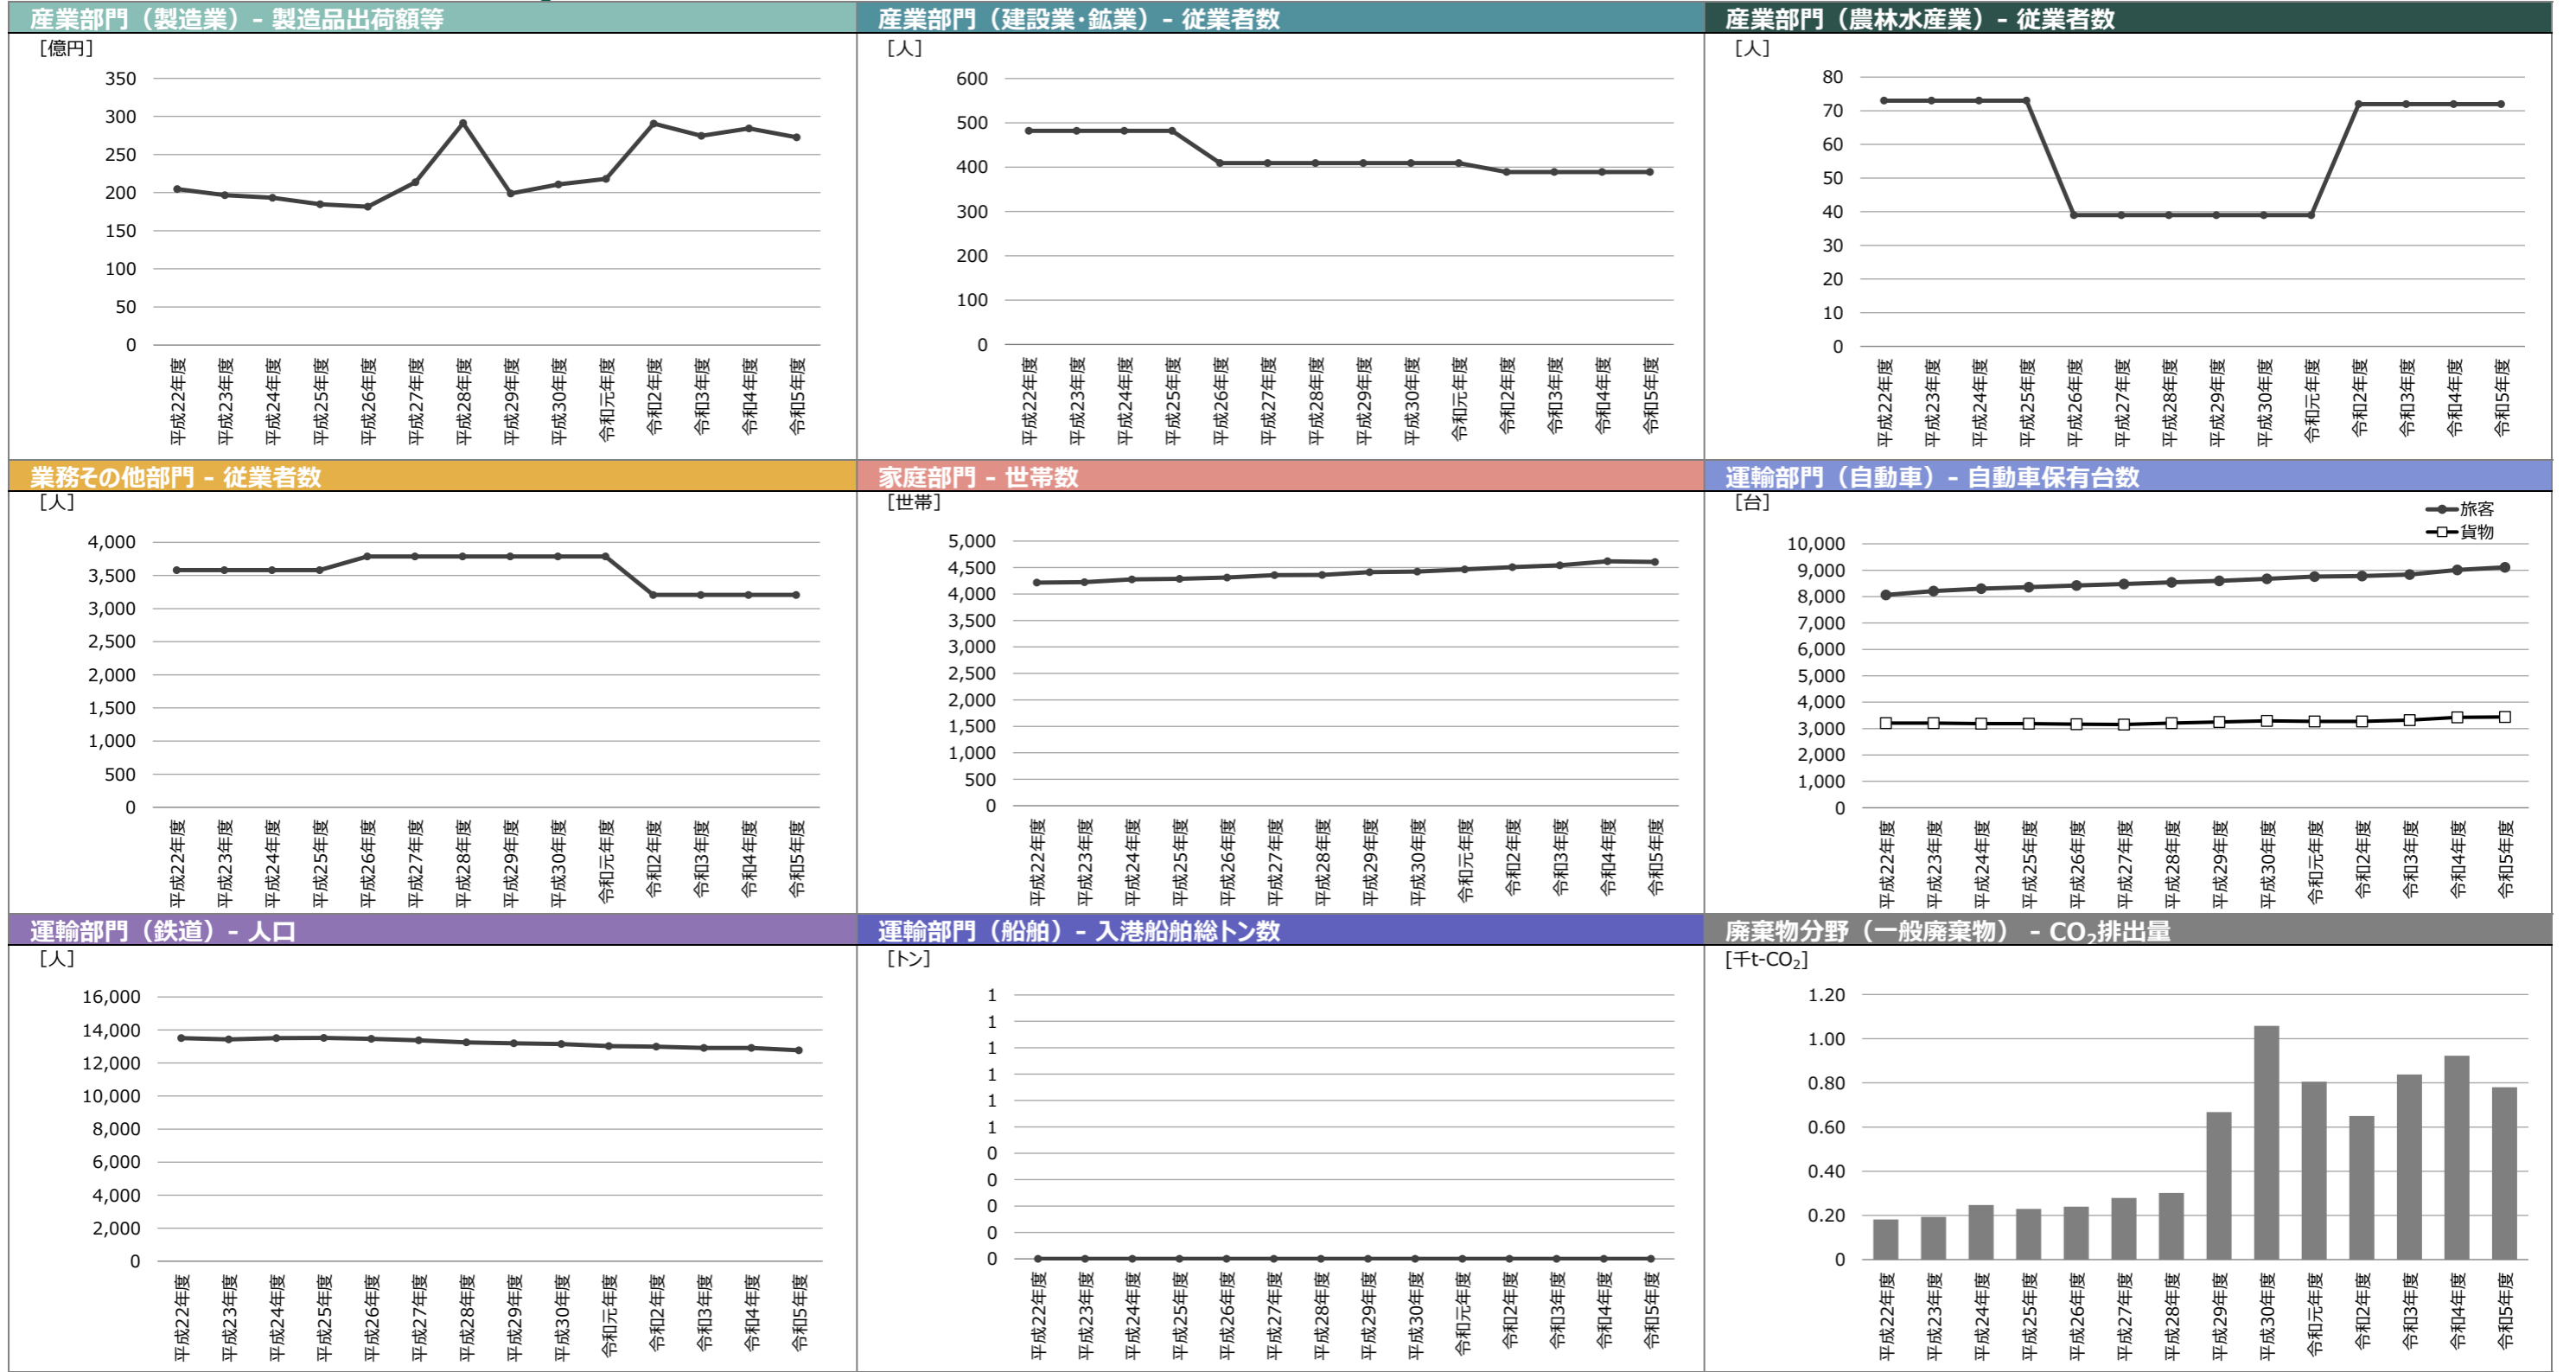 産業部門（製造業）- 製造品出荷額等
[億円]
350
300
250
200
150
100
50
0
平成22年度
平成23年度
平成24年度
平成25年度
平成26年度
平成27年度
平成28年度
平成29年度
平成30年度
令和元年度
令和2年度
令和3年度
令和4年度
令和5年度
産業部門（建設業・鉱業）- 従業者数
[人]
600
500
400
300
200
100
0
平成22年度
平成23年度
平成24年度
平成25年度
平成26年度
平成27年度
平成28年度
平成29年度
平成30年度
令和元年度
令和2年度
令和3年度
令和4年度
令和5年度
産業部門（農林水産業）- 従業者数
[人]
80
70
60
50
40
30
20
10
0
平成22年度
平成23年度
平成24年度
平成25年度
平成26年度
平成27年度
平成28年度
平成29年度
平成30年度
令和元年度
令和2年度
令和3年度
令和4年度
令和5年度
業務その他部門 - 従業者数
[人]
4,000
3,500
3,000
2,500
2,000
1,500
1,000
500
0
平成22年度
平成23年度
平成24年度
平成25年度
平成26年度
平成27年度
平成28年度
平成29年度
平成30年度
令和元年度
令和2年度
令和3年度
令和4年度
令和5年度
家庭部門 - 世帯数
[世帯]
5,000
4,500
4,000
3,500
3,000
2,500
2,000
1,500
1,000
500
0
平成22年度
平成23年度
平成24年度
平成25年度
平成26年度
平成27年度
平成28年度
平成29年度
平成30年度
令和元年度
令和2年度
令和3年度
令和4年度
令和5年度
運輸部門（自動車）- 自動車保有台数
[台]
旅客
貨物
10,000
9,000
8,000
7,000
6,000
5,000
4,000
3,000
2,000
1,000
0
平成22年度
平成23年度
平成24年度
平成25年度
平成26年度
平成27年度
平成28年度
平成29年度
平成30年度
令和元年度
令和2年度
令和3年度
令和4年度
令和5年度
運輸部門（鉄道）- 人口
[人]
16,000
14,000
12,000
10,000
8,000
6,000
4,000
2,000
0
平成22年度
平成23年度
平成24年度
平成25年度
平成26年度
平成27年度
平成28年度
平成29年度
平成30年度
令和元年度
令和2年度
令和3年度
令和4年度
令和5年度
運輸部門（船舶）- 入港船舶総トン数
[トン]
1
1
1
1
1
1
0
0
0
0
0
平成22年度
平成23年度
平成24年度
平成25年度
平成26年度
平成27年度
平成28年度
平成29年度
平成30年度
令和元年度
令和2年度
令和3年度
令和4年度
令和5年度
廃棄物分野（一般廃棄物） - CO₂排出量
[千t-CO₂]
1.20
1.00
0.80
0.60
0.40
0.20
0
平成22年度
平成23年度
平成24年度
平成25年度
平成26年度
平成27年度
平成28年度
平成29年度
平成30年度
令和元年度
令和2年度
令和3年度
令和4年度
令和5年度